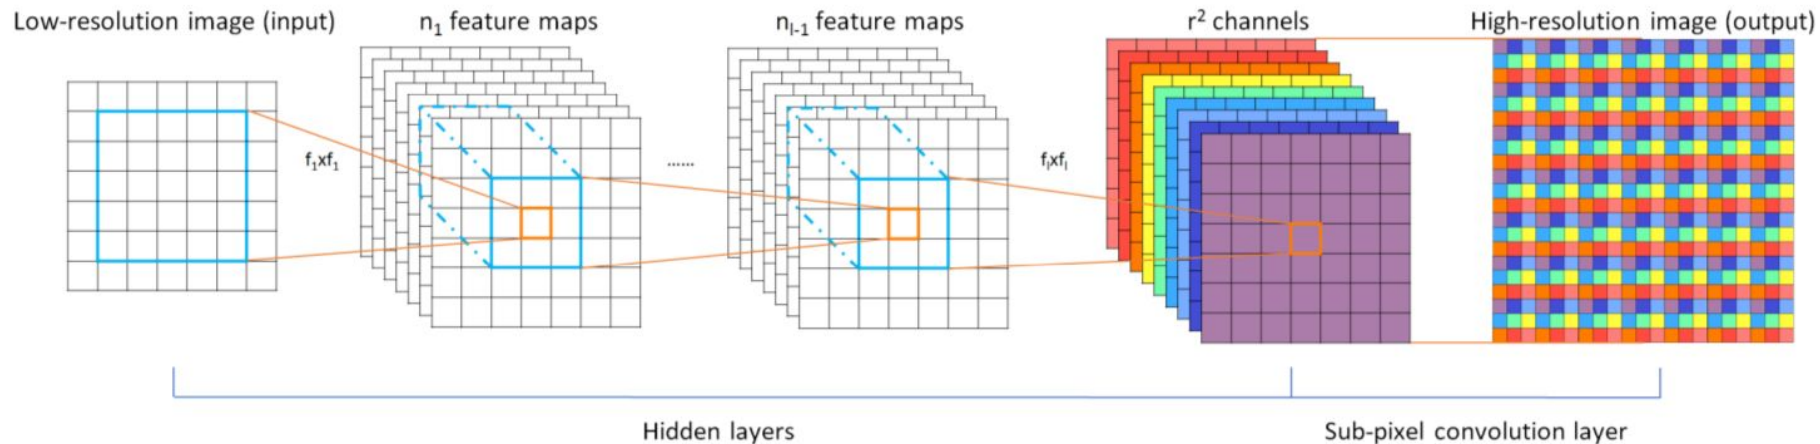 Low-resolution image (input)
n₁ feature maps
nₗ₋₁ feature maps
r² channels
High-resolution image (output)
f₁xf₁
......
fₗxfₗ
Hidden layers
Sub-pixel convolution layer